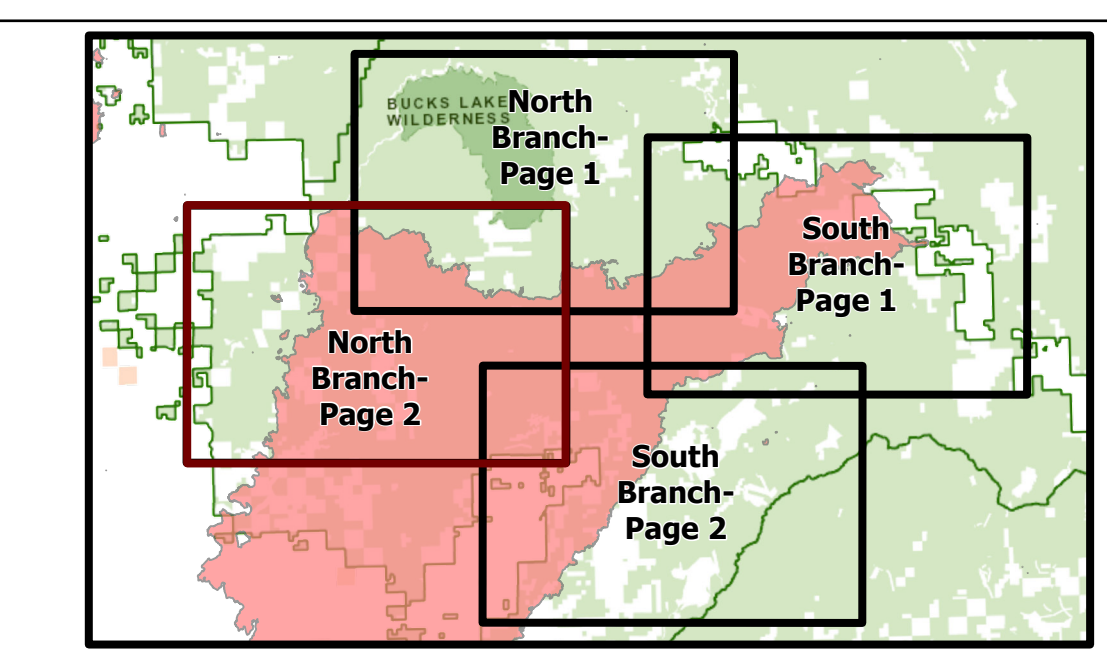 BUCKS LAKE
WILDERNESS
North
Branch-
Page 1
South
Branch-
Page 1
North
Branch-
Page 2
South
Branch-
Page 2